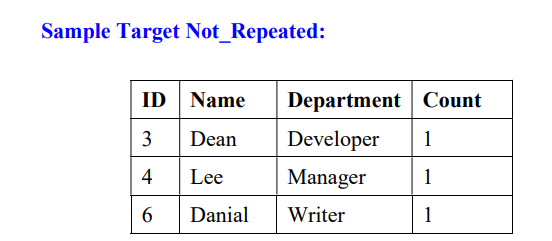 Sample Target Not_Repeated:
ID Name Department Count
3 Dean Developer 1
4 Lee Manager 1
6 Danial Writer 1